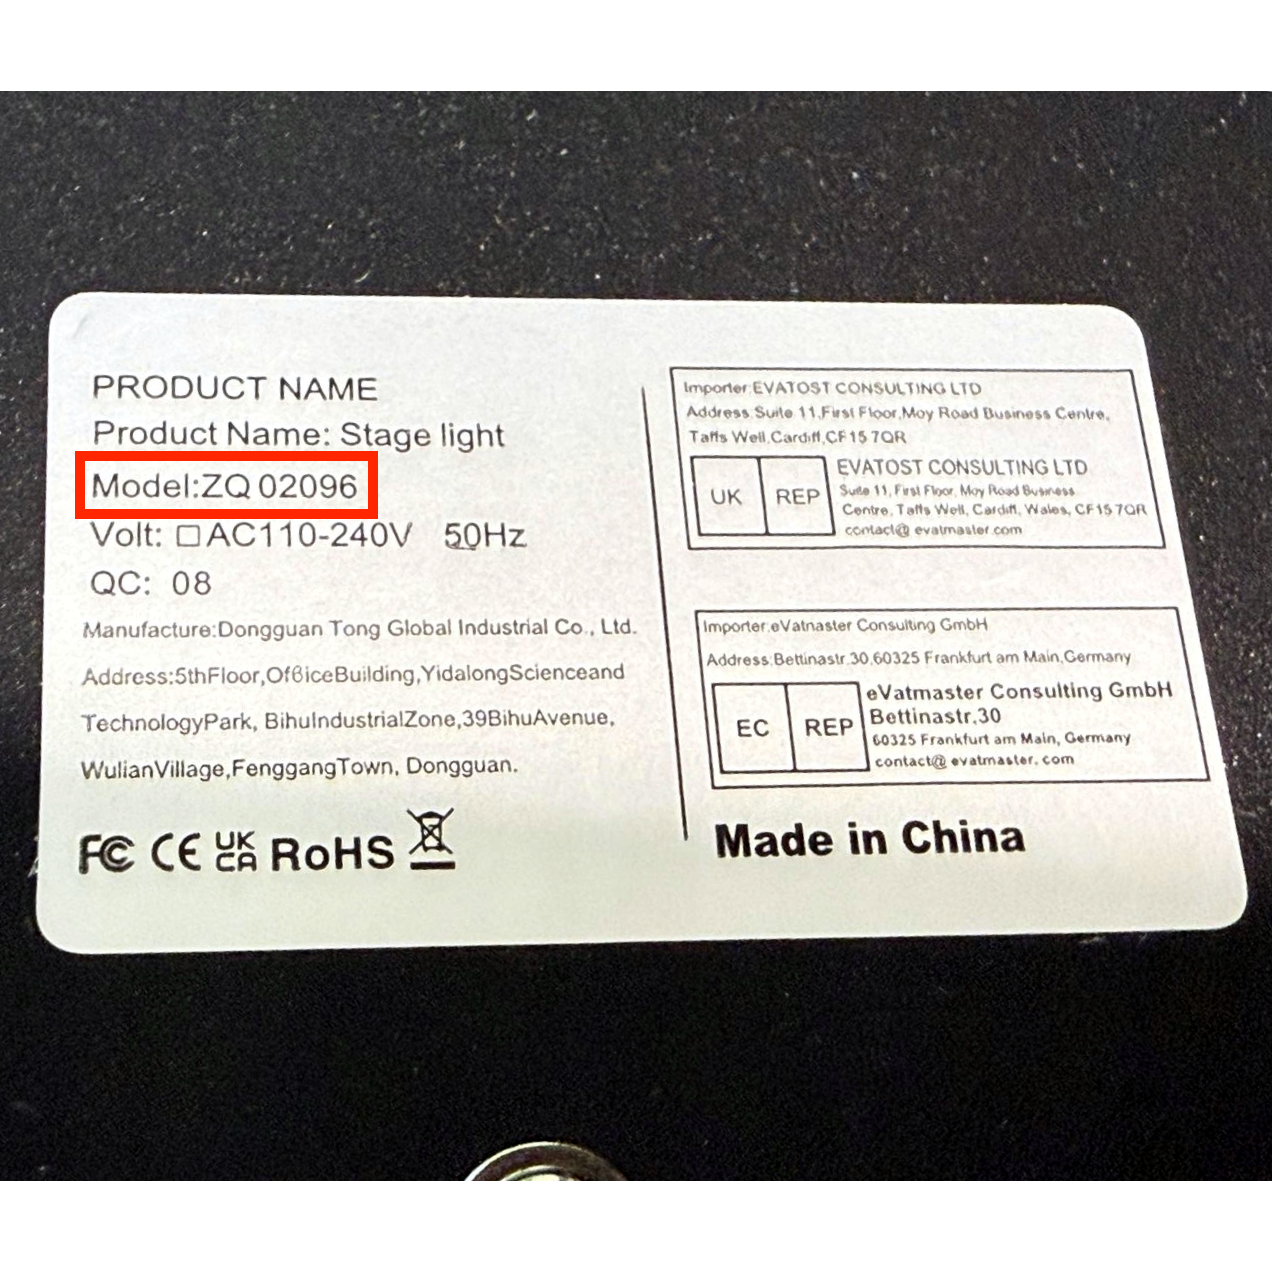 PRODUCT NAME
Product Name: Stage light
Model:ZQ 02096
Volt: □AC110-240V 50Hz
QC: 08
Manufacture:Dongguan Tong Global Industrial Co., Ltd.
Address:5thFloor,OfϐiceBuilding,YidalongScienceand
TechnologyPark, BihuIndustrialZone,39BihuAvenue,
WulianVillage,FenggangTown, Dongguan.
FC CE UK CA RoHS
Importer:EVATOST CONSULTING LTD
Address:Suite 11,First Floor,Moy Road Business Centre,
Taffs Well,Cardiff,CF15 7QR
UK REP
EVATOST CONSULTING LTD
Suite 11, First Floor, Moy Road Business
Centre, Taffs Well, Cardiff, Wales, CF15 7QR
contact@ evatmaster.com
Importer:eVatnaster Consulting GmbH
Address:Bettinastr.30,60325 Frankfurt am Main,Germany
EC REP
eVatmaster Consulting GmbH
Bettinastr.30
60325 Frankfurt am Main, Germany
contact@ evatmaster. com
Made in China